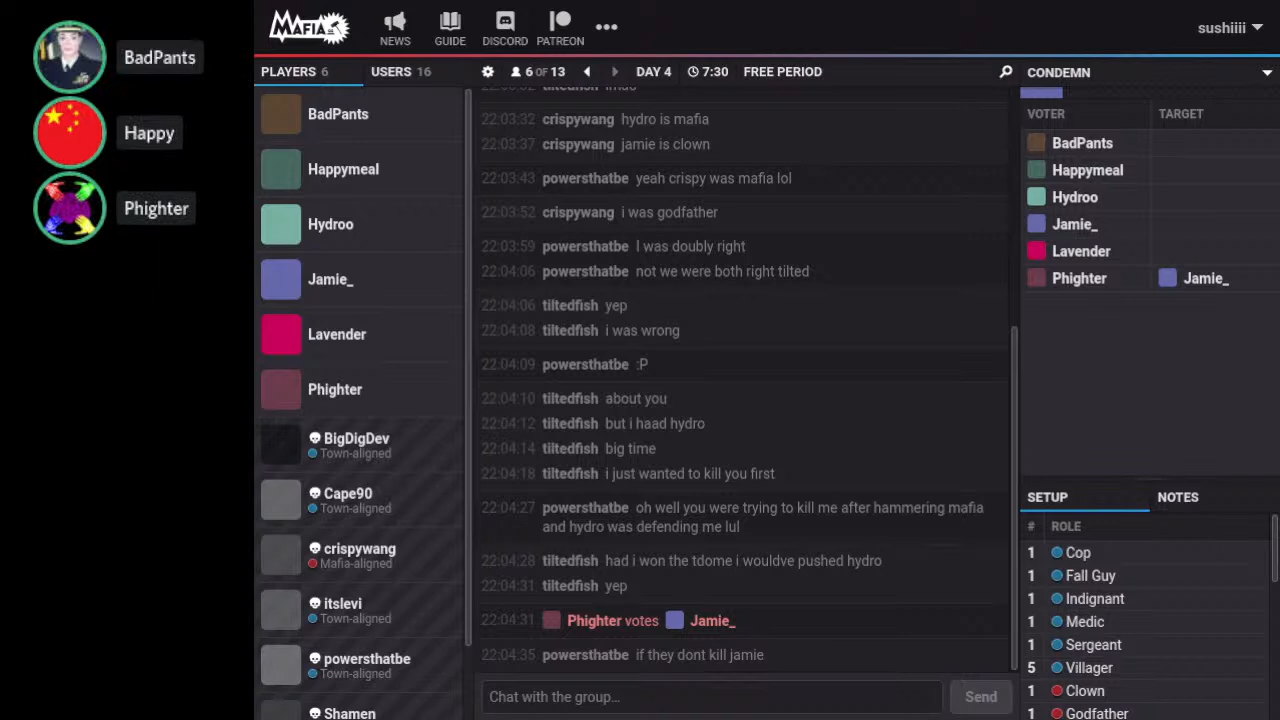 BadPants
Happy
Phighter
MAFIA GG
NEWS
GUIDE
DISCORD
PATREON
sushiiii
PLAYERS 6
USERS 16
6 OF 13
DAY 4
7:30
FREE PERIOD
BadPants
Happymeal
Hydroo
Jamie_
Lavender
Phighter
BigDigDev
Town-aligned
Cape90
Town-aligned
crispywang
Mafia-aligned
itslevi
Town-aligned
powersthatbe
Town-aligned
Shamen
22:03:32 crispywang hydro is mafia
22:03:37 crispywang jamie is clown
22:03:43 powersthatbe yeah crispy was mafia lol
22:03:52 crispywang i was godfather
22:03:59 powersthatbe I was doubly right
22:04:06 powersthatbe not we were both right tilted
22:04:06 tiltedfish yep
22:04:08 tiltedfish i was wrong
22:04:09 powersthatbe :P
22:04:10 tiltedfish about you
22:04:12 tiltedfish but i haad hydro
22:04:14 tiltedfish big time
22:04:18 tiltedfish i just wanted to kill you first
22:04:27 powersthatbe oh well you were trying to kill me after hammering mafia
and hydro was defending me lul
22:04:28 tiltedfish had i won the tdome i wouldve pushed hydro
22:04:31 tiltedfish yep
22:04:31 Phighter votes Jamie_
22:04:35 powersthatbe if they dont kill jamie
Chat with the group...
Send
CONDEMN
VOTER TARGET
BadPants
Happymeal
Hydroo
Jamie_
Lavender
Phighter Jamie_
SETUP NOTES
# ROLE
1 Cop
1 Fall Guy
1 Indignant
1 Medic
1 Sergeant
5 Villager
1 Clown
1 Godfather